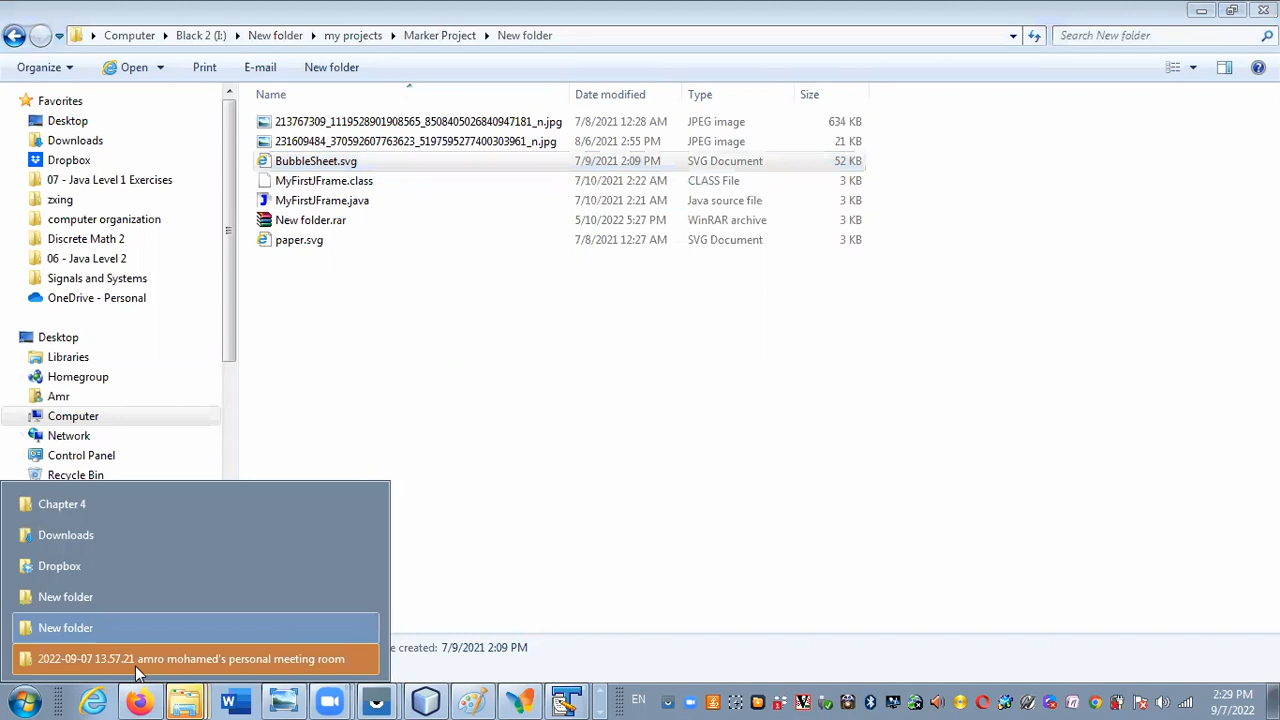 Computer Black 2 (I:) New folder my projects Marker Project New folder
Search New folder
Organize Open Print E-mail New folder
Name Date modified Type Size
Favorites
Desktop
Downloads
Dropbox
07 - Java Level 1 Exercises
zxing
computer organization
Discrete Math 2
06 - Java Level 2
Signals and Systems
OneDrive - Personal
Desktop
Libraries
Homegroup
Amr
Computer
Network
Control Panel
Recycle Bin
213767309_1119528901908565_8508405026840947181_n.jpg 7/8/2021 12:28 AM JPEG image 634 KB
231609484_370592607763623_5197595277400303961_n.jpg 8/6/2021 2:55 PM JPEG image 21 KB
BubbleSheet.svg 7/9/2021 2:09 PM SVG Document 52 KB
MyFirstJFrame.class 7/10/2021 2:22 AM CLASS File 3 KB
MyFirstJFrame.java 7/10/2021 2:21 AM Java source file 3 KB
New folder.rar 5/10/2022 5:27 PM WinRAR archive 3 KB
paper.svg 7/8/2021 12:27 AM SVG Document 3 KB
Chapter 4
Downloads
Dropbox
New folder
New folder
2022-09-07 13.57.21 amro mohamed's personal meeting room
e created: 7/9/2021 2:09 PM
EN
2:29 PM
9/7/2022